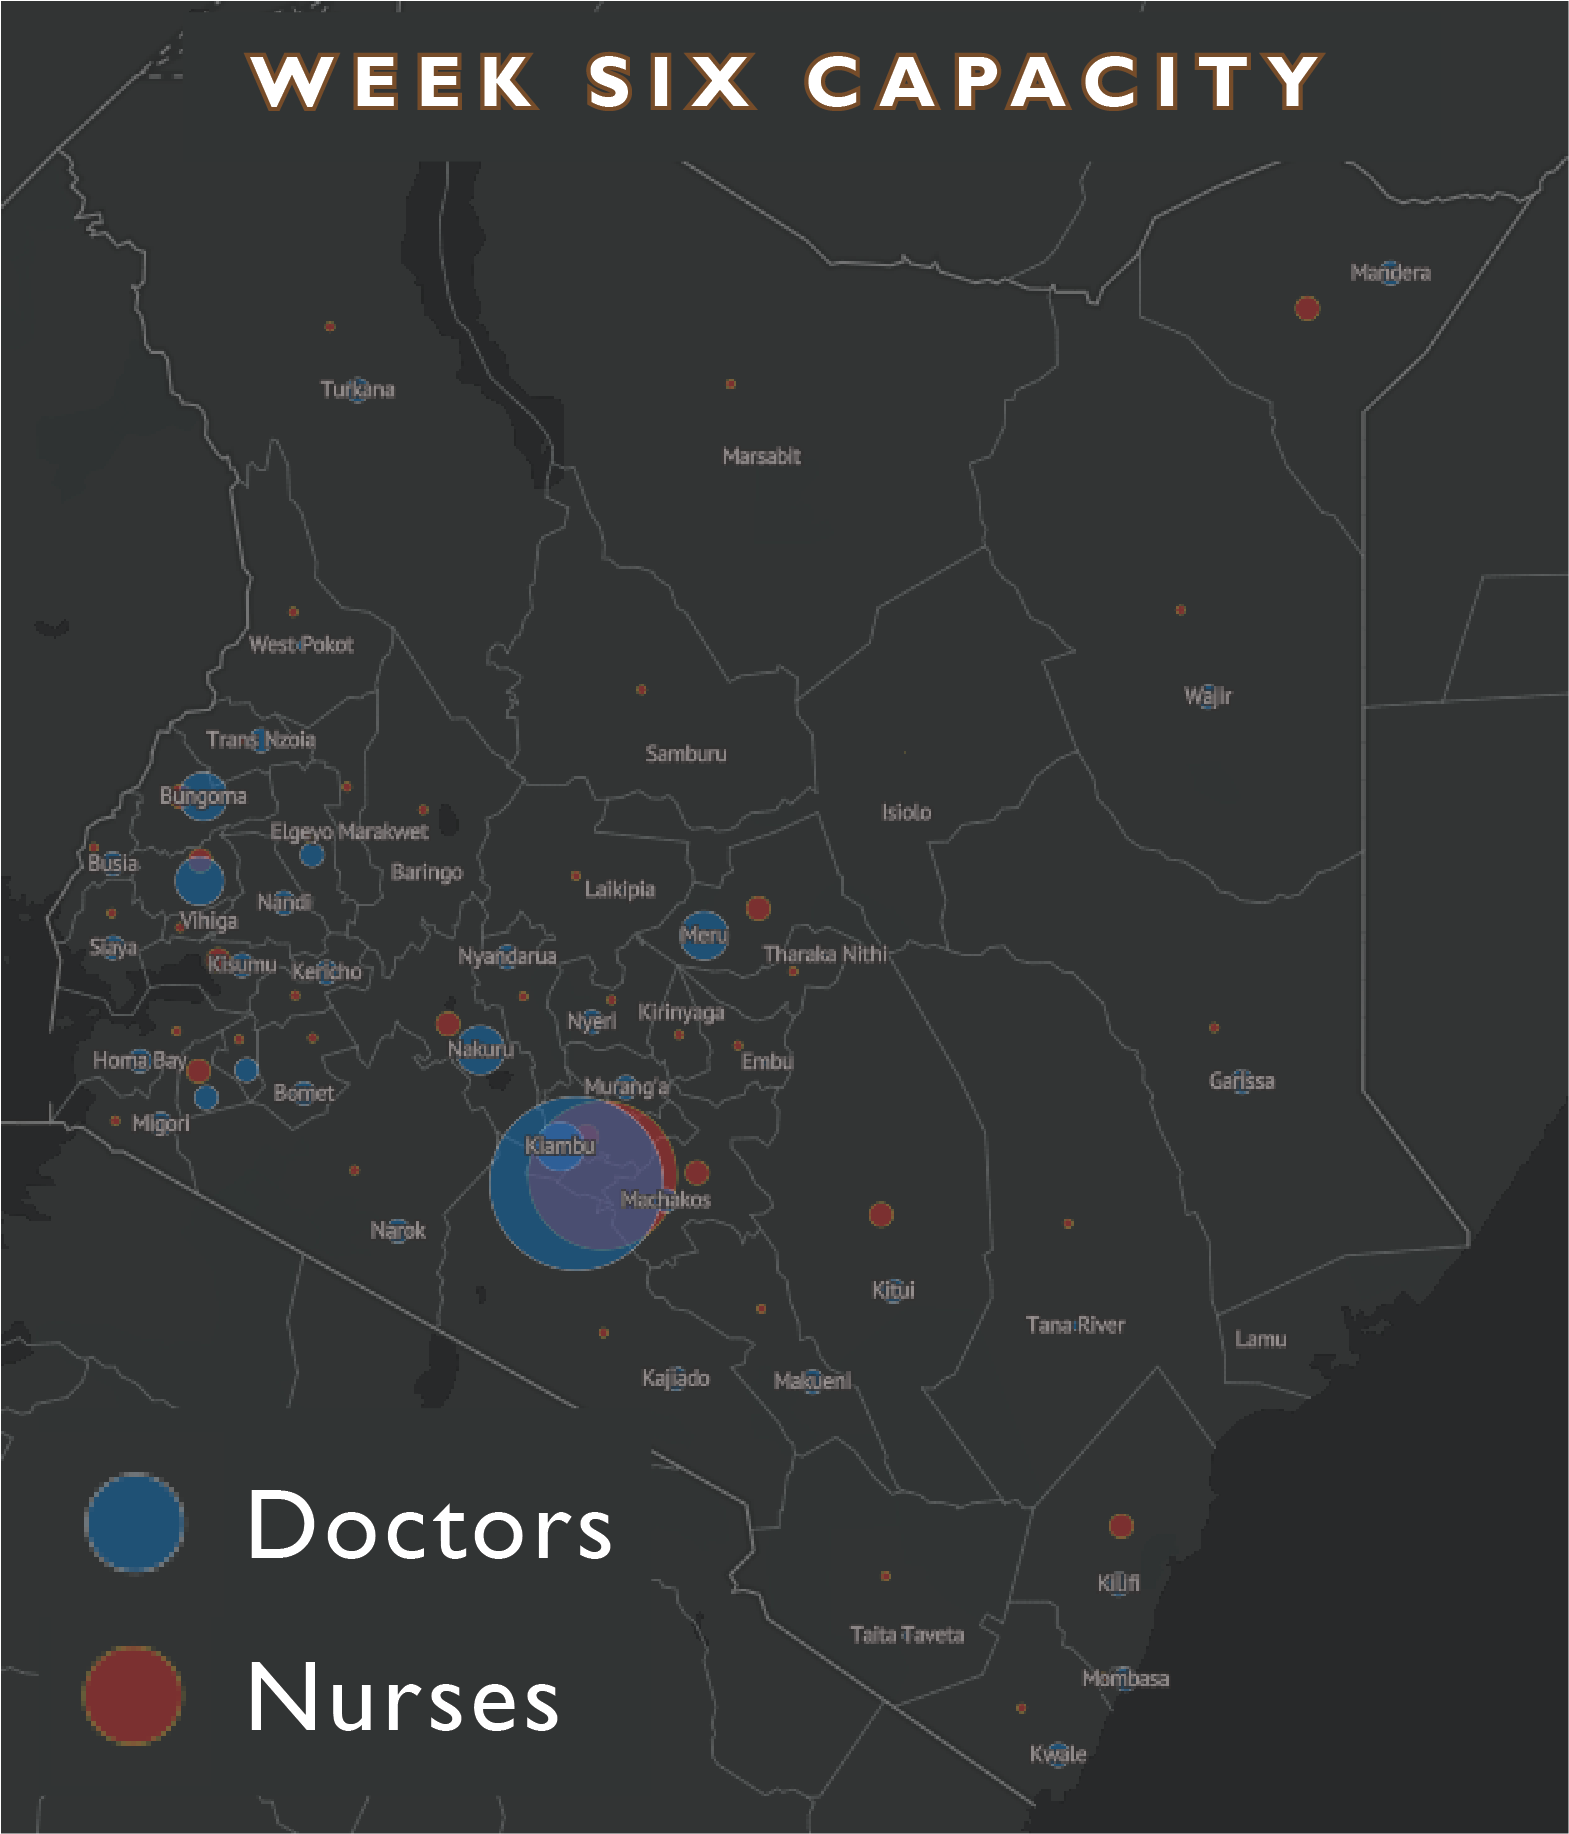 WEEK SIX CAPACITY
Mandera
Turkana
Marsabit
West Pokot
Wajir
Trans Nzoia
Samburu
Bungoma
Isiolo
Elgeyo Marakwet
Busia
Baringo
Laikipia
Nandi
Vihiga
Meru
Siaya
Nyandarua
Tharaka Nithi
Kisumu
Kericho
Kirinyaga
Nyeri
Nakuru
Homa Bay
Embu
Garissa
Murang'a
Bomet
Migori
Kiambu
Machakos
Narok
Kitui
Tana River
Lamu
Kajiado
Makueni
Doctors
Kilifi
Taita Taveta
Mombasa
Nurses
Kwale